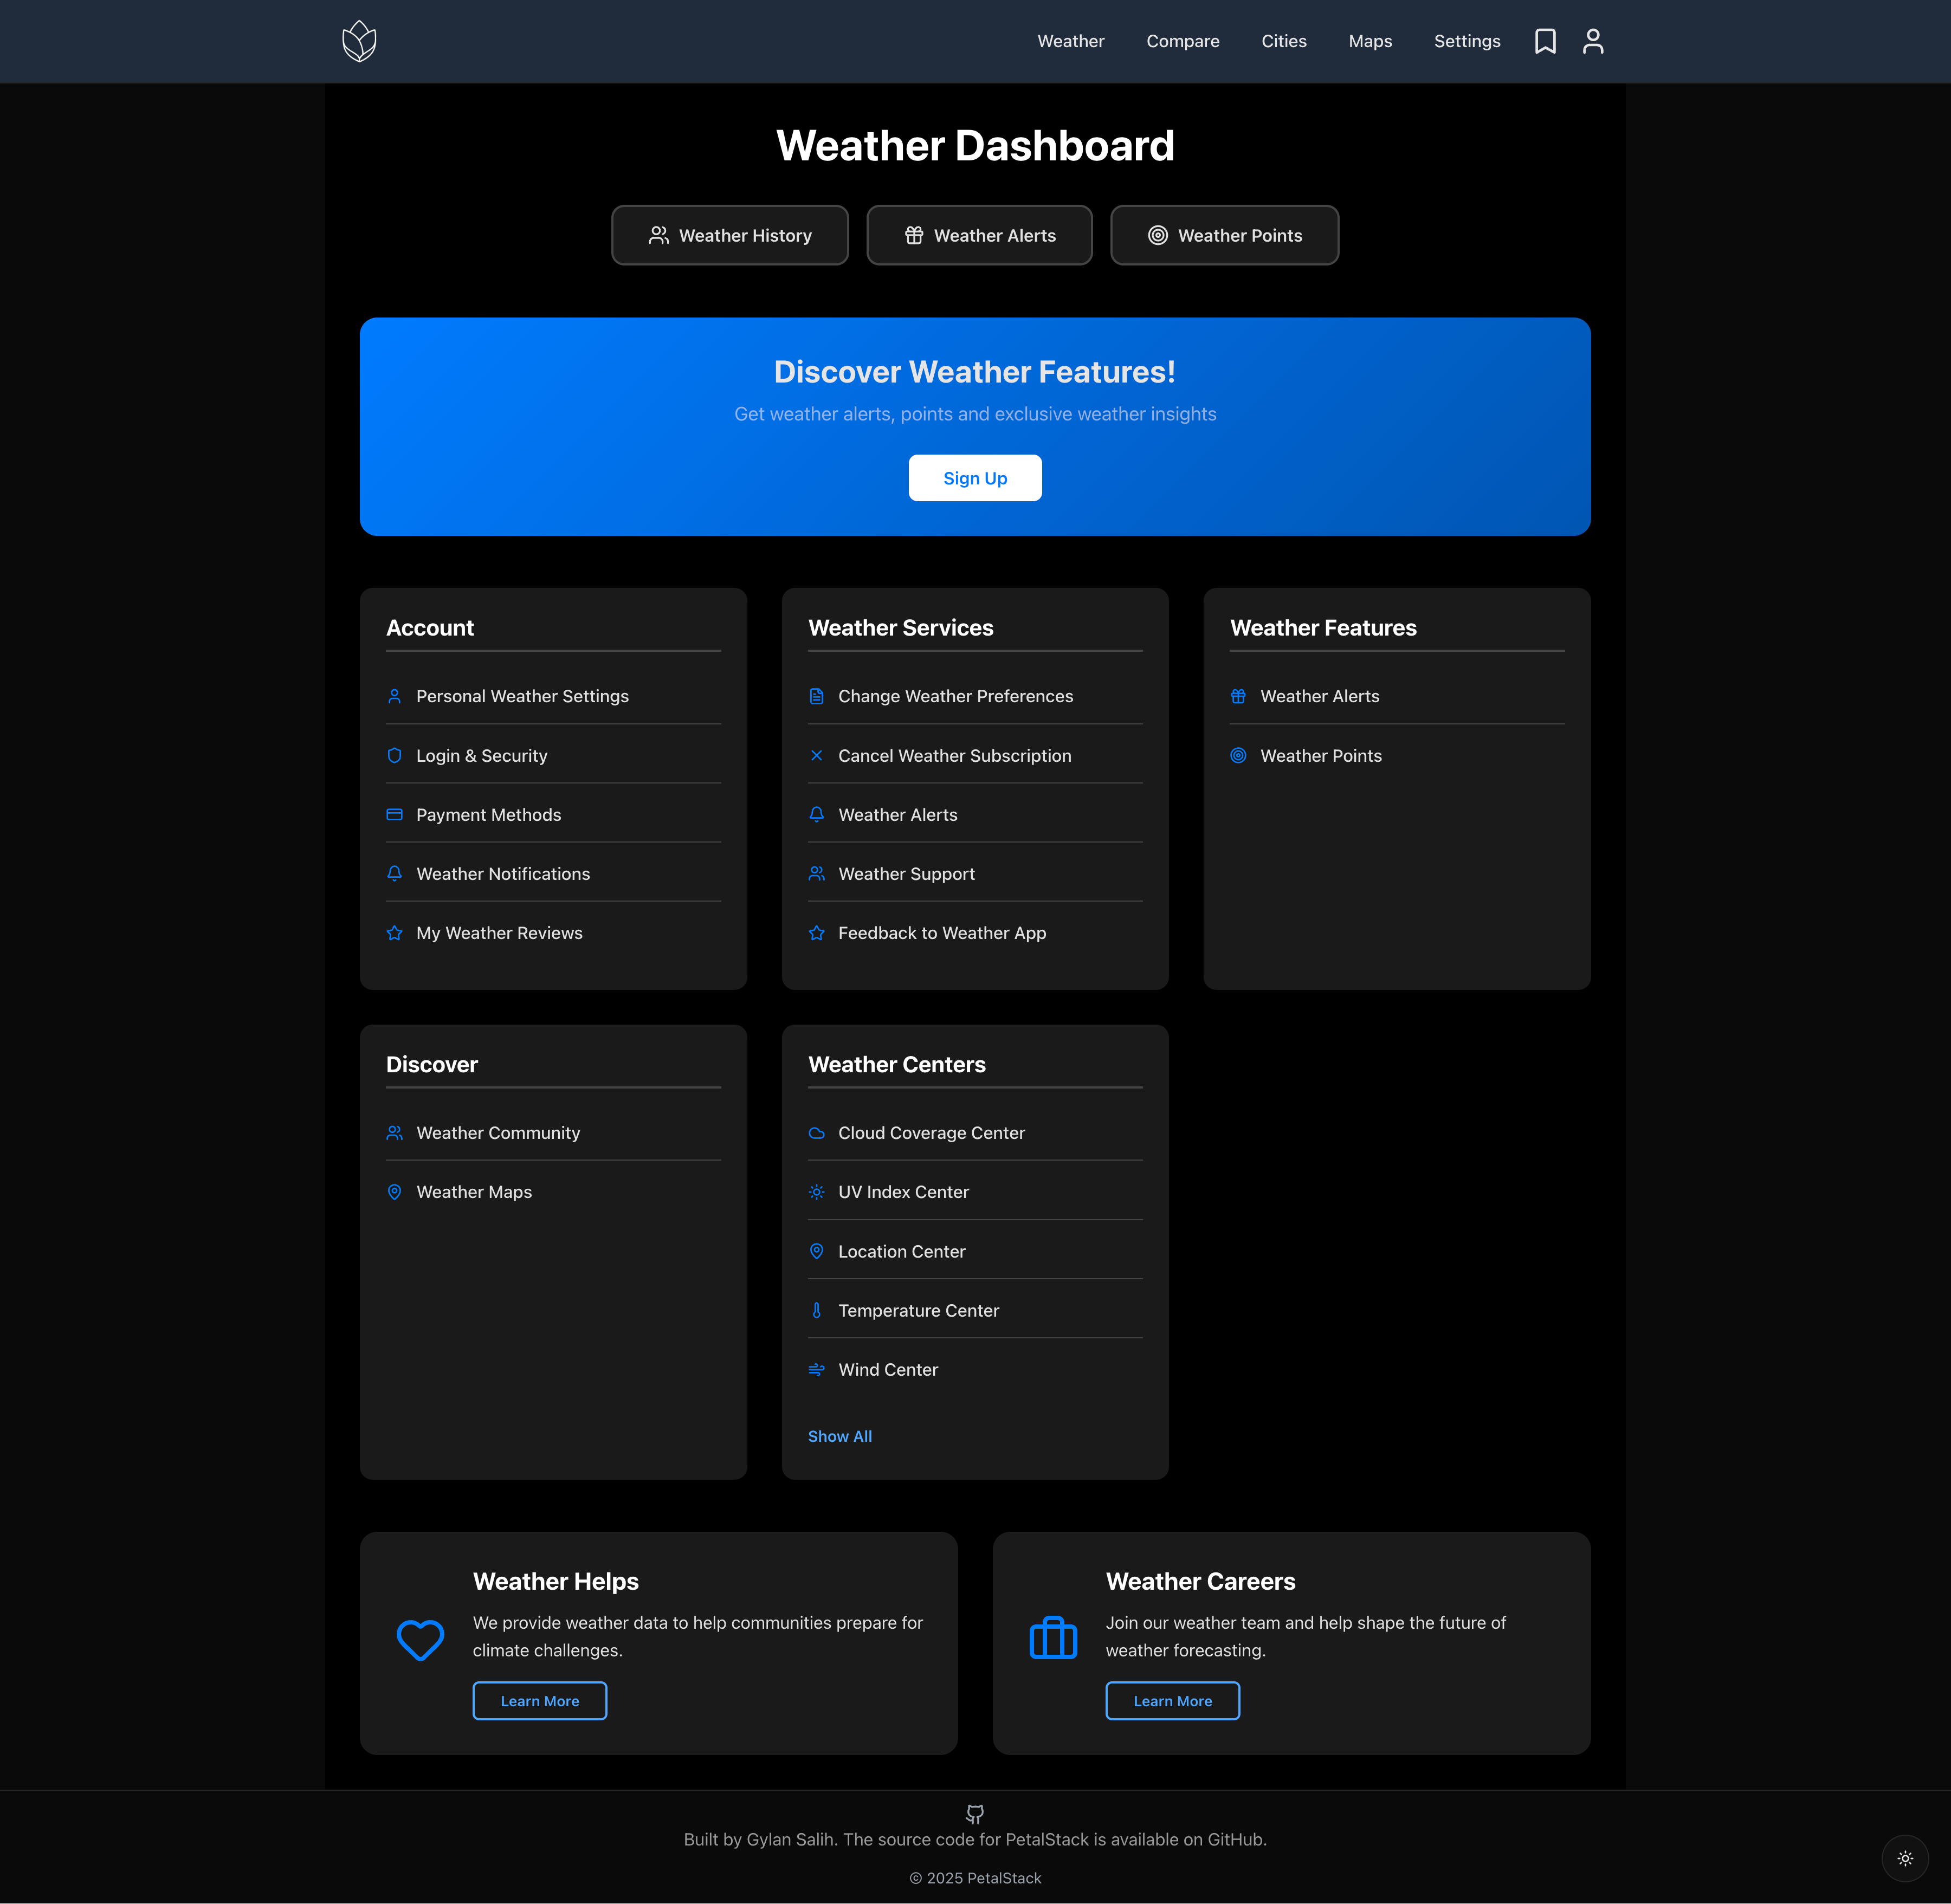 Weather
Compare
Cities
Maps
Settings
Weather Dashboard
Weather History
Weather Alerts
Weather Points
Discover Weather Features!
Get weather alerts, points and exclusive weather insights
Sign Up
Account
Personal Weather Settings
Login & Security
Payment Methods
Weather Notifications
My Weather Reviews
Weather Services
Change Weather Preferences
Cancel Weather Subscription
Weather Alerts
Weather Support
Feedback to Weather App
Weather Features
Weather Alerts
Weather Points
Discover
Weather Community
Weather Maps
Weather Centers
Cloud Coverage Center
UV Index Center
Location Center
Temperature Center
Wind Center
Show All
Weather Helps
We provide weather data to help communities prepare for
climate challenges.
Learn More
Weather Careers
Join our weather team and help shape the future of
weather forecasting.
Learn More
Built by Gylan Salih. The source code for PetalStack is available on GitHub.
© 2025 PetalStack